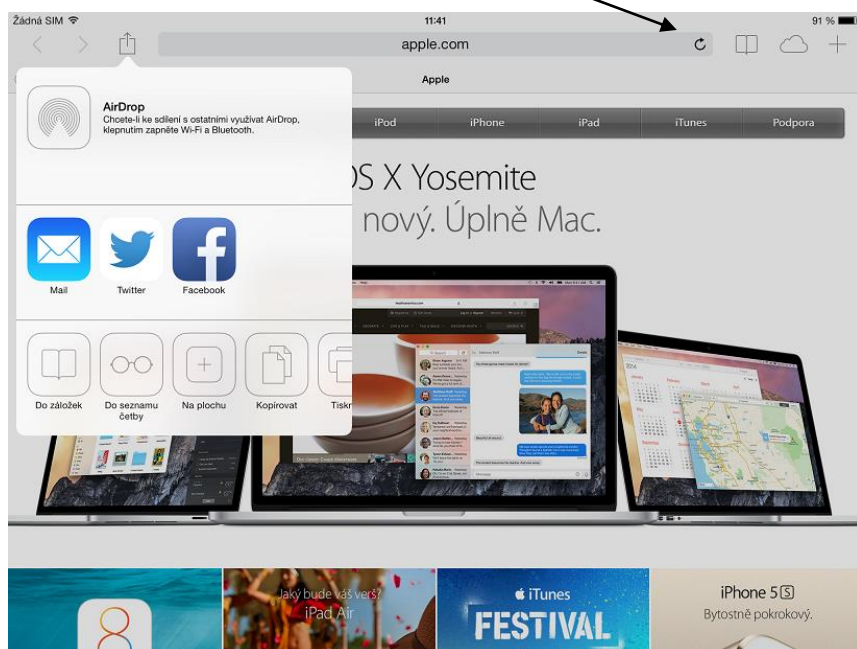 Žádná SIM
11:41
91 %
apple.com
Apple
AirDrop
Chcete-li ke sdílení s ostatními využívat AirDrop,
klepnutím zapněte Wi-Fi a Bluetooth.
iPod
iPhone
iPad
iTunes
Podpora
OS X Yosemite
nový. Úplně Mac.
Mail
Twitter
Facebook
Do záložek
Do seznamu
četby
Na plochu
Kopírovat
Tiskn
8
Jaký bude váš verš?
iPad Air
iTunes
FESTIVAL
iPhone 5S
Bytostně pokrokový.